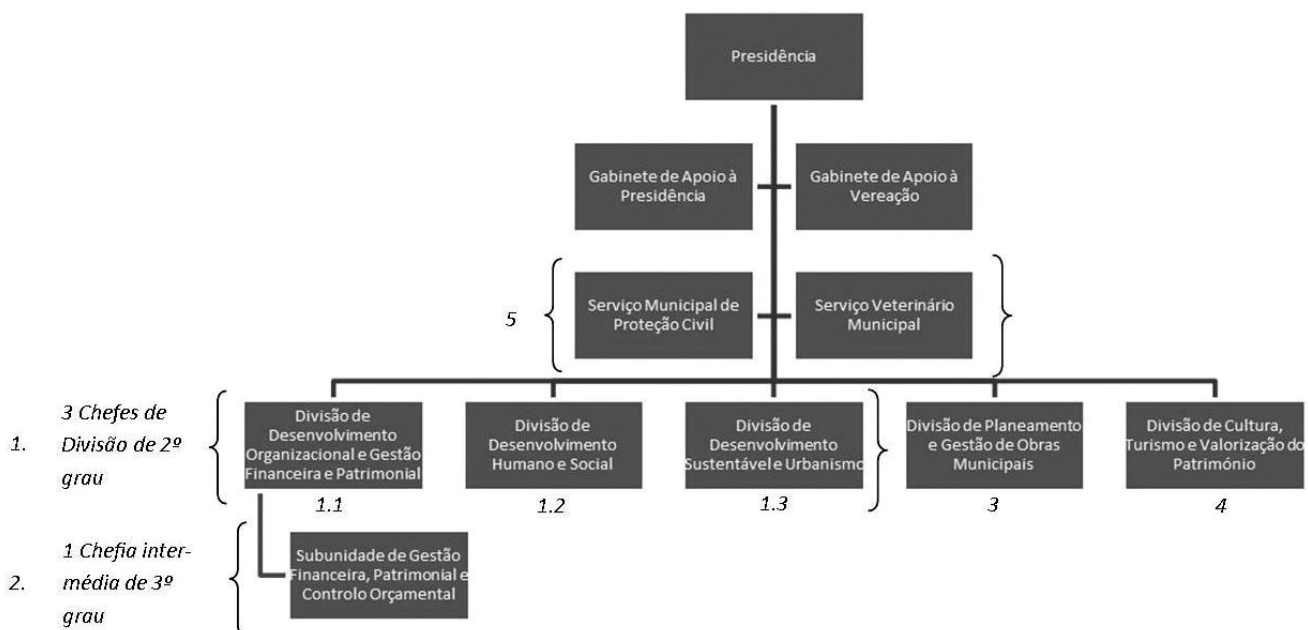 Presidência
Gabinete de Apoio à
Presidência
Gabinete de Apoio à
Vereação
5
Serviço Municipal de
Proteção Civil
Serviço Veterinário
Municipal
1.
3 Chefes de
Divisão de 2º
grau
Divisão de
Desenvolvimento
Organizacional e Gestão
Financeira e Patrimonial
1.1
Divisão de
Desenvolvimento
Humano e Social
1.2
Divisão de
Desenvolvimento
Sustentável e Urbanismo
1.3
Divisão de Planeamento
e Gestão de Obras
Municipais
3
Divisão de Cultura,
Turismo e Valorização do
Património
4
2.
1 Chefia inter-
média de 3º
grau
Subunidade de Gestão
Financeira, Patrimonial e
Controlo Orçamental